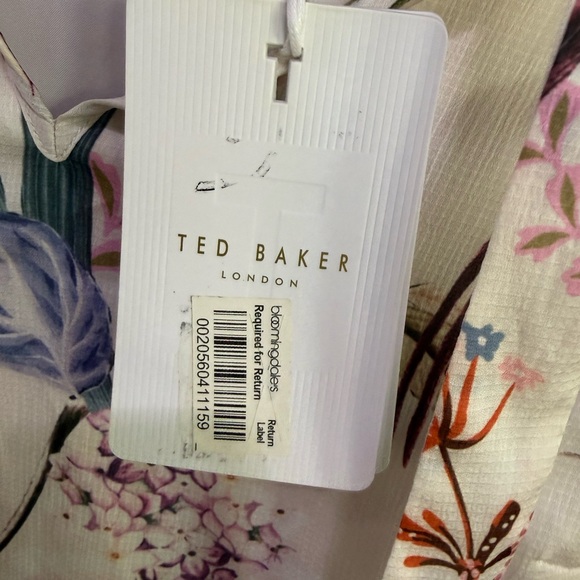 TED BAKER
LONDON
bloomingdale's
Required for Return
0020560411159
Return
Label